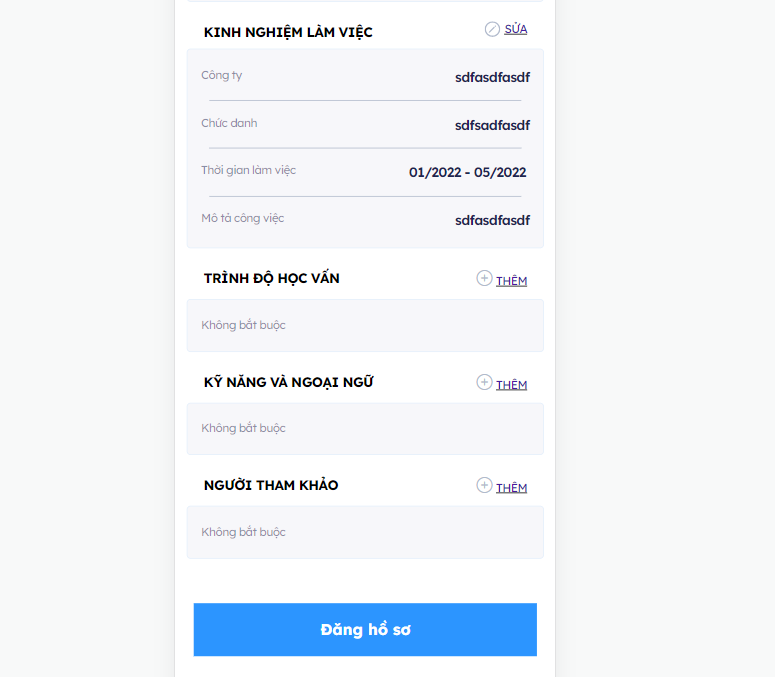 KINH NGHIỆM LÀM VIỆC SỬA
Công ty sdfasdfasdf
Chức danh sdfsadfasdf
Thời gian làm việc 01/2022 - 05/2022
Mô tả công việc sdfasdfasdf
TRÌNH ĐỘ HỌC VẤN THÊM
Không bắt buộc
KỸ NĂNG VÀ NGOẠI NGỮ THÊM
Không bắt buộc
NGƯỜI THAM KHẢO THÊM
Không bắt buộc
Đăng hồ sơ